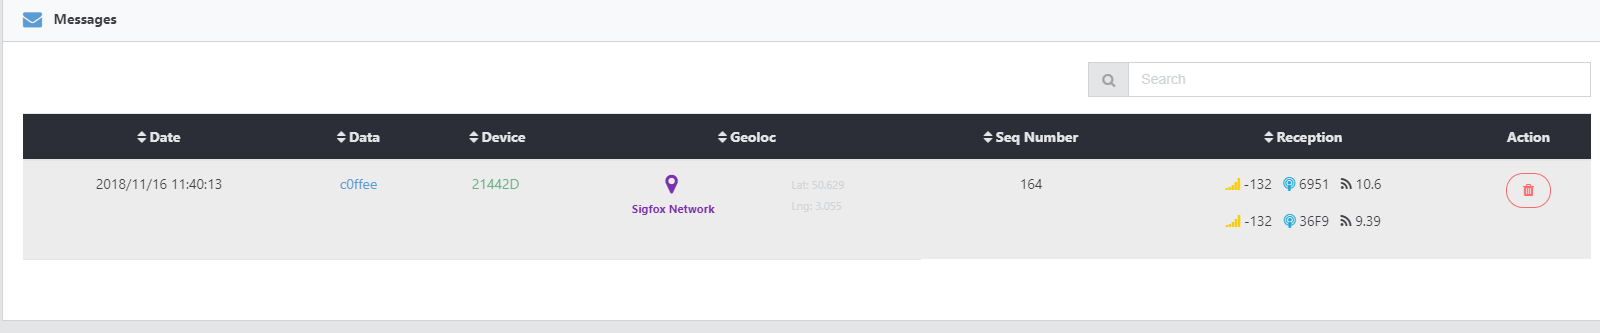 Messages
Search
Date Data Device Geoloc Seq Number Reception Action
2018/11/16 11:40:13 c0ffee 21442D Lat: 50.629 164 -132 6951 10.6
Sigfox Network Lng: 3.055
-132 36F9 9.39